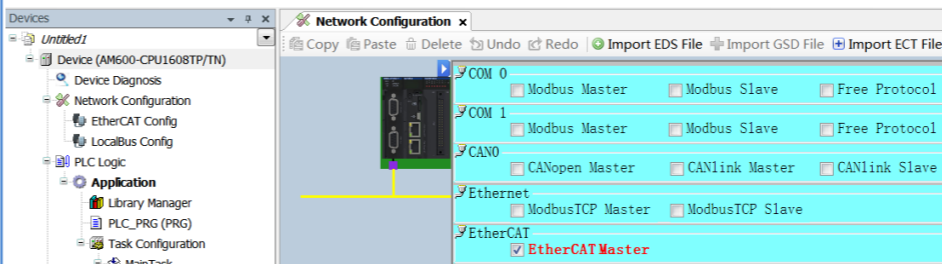 Devices
Untitled1
Device (AM600-CPU1608TP/TN)
Device Diagnosis
Network Configuration
EtherCAT Config
LocalBus Config
PLC Logic
Application
Library Manager
PLC_PRG (PRG)
Task Configuration
MainTask
Network Configuration
Copy Paste Delete Undo Redo Import EDS File Import GSD File Import ECT File
COM 0
Modbus Master Modbus Slave Free Protocol
COM 1
Modbus Master Modbus Slave Free Protocol
CAN0
CANopen Master CANlink Master CANlink Slave
Ethernet
ModbusTCP Master ModbusTCP Slave
EtherCAT
EtherCAT Master